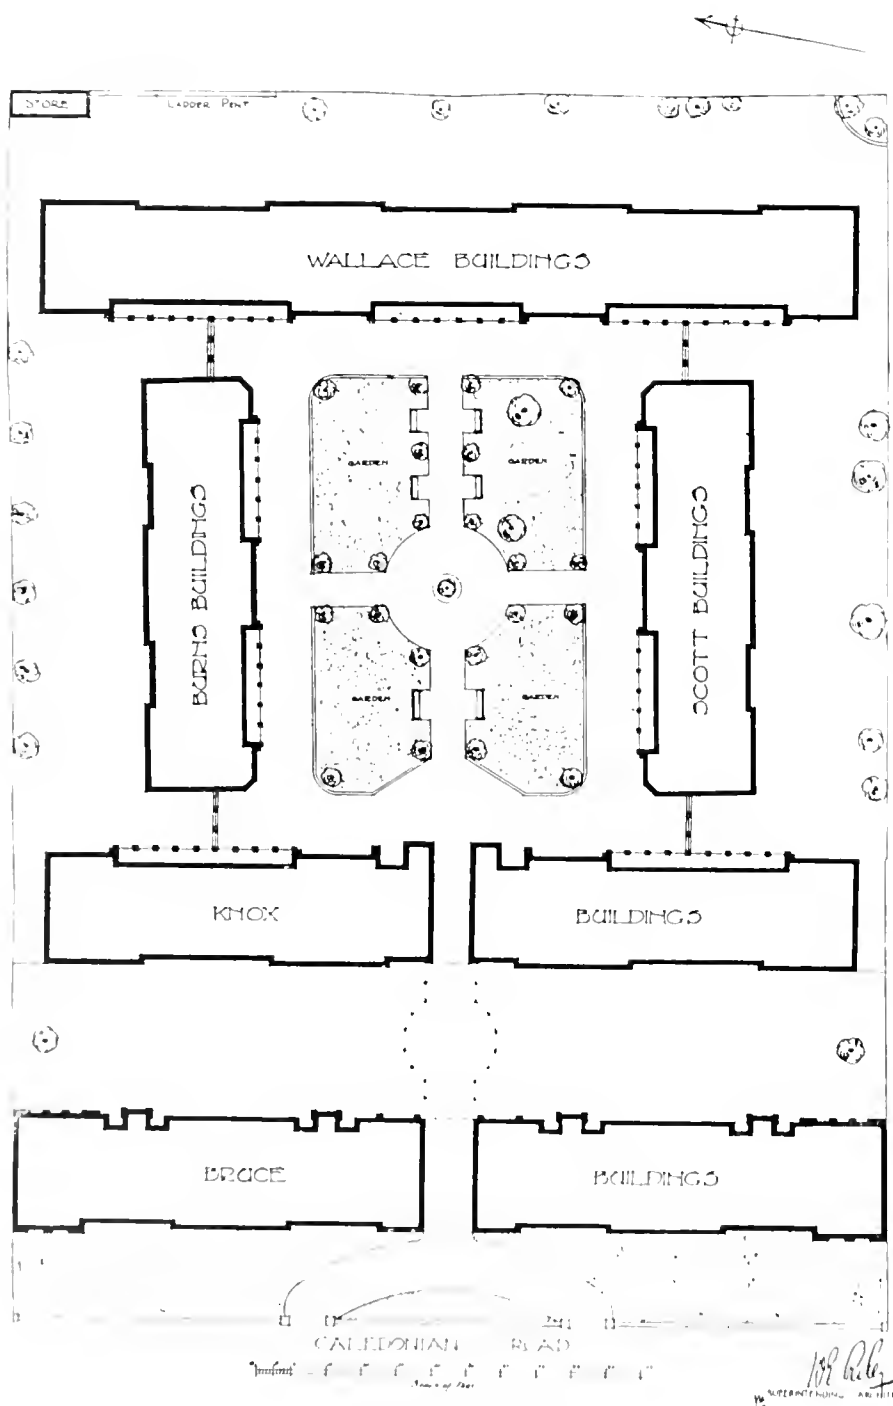 STORE
LADDER PENT
WALLACE BUILDINGS
GARDEN
GARDEN
BURNS BUILDINGS
SCOTT BUILDINGS
GARDEN
GARDEN
KNOX BUILDINGS
BRUCE BUILDINGS
CALEDONIAN ROAD
SUPERINTENDING